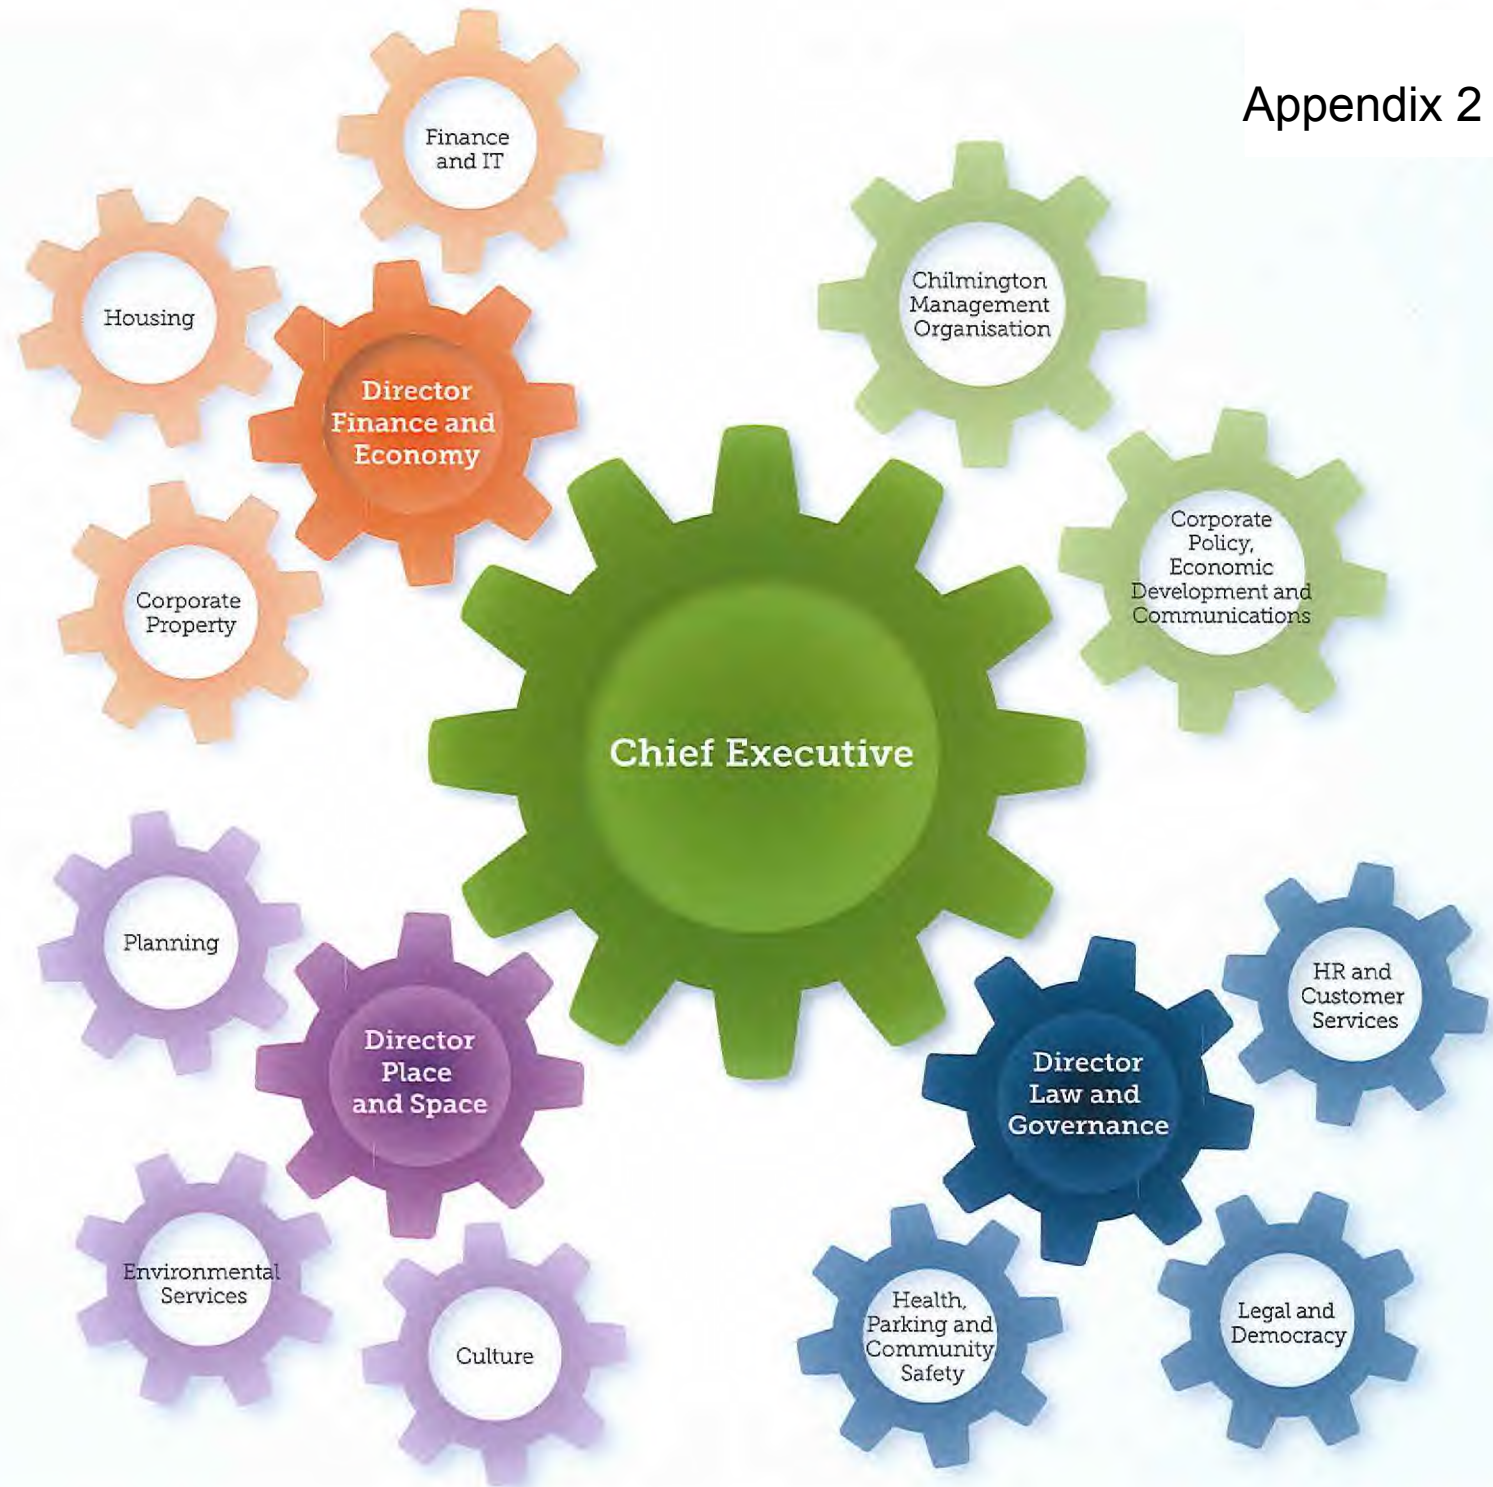 Appendix 2
Finance
and IT
Housing
Director
Finance and
Economy
Corporate
Property
Chilmington
Management
Organisation
Corporate
Policy,
Economic
Development and
Communications
Chief Executive
Planning
Director
Place
and Space
Environmental
Services
Culture
HR and
Customer
Services
Director
Law and
Governance
Health,
Parking and
Community
Safety
Legal and
Democracy